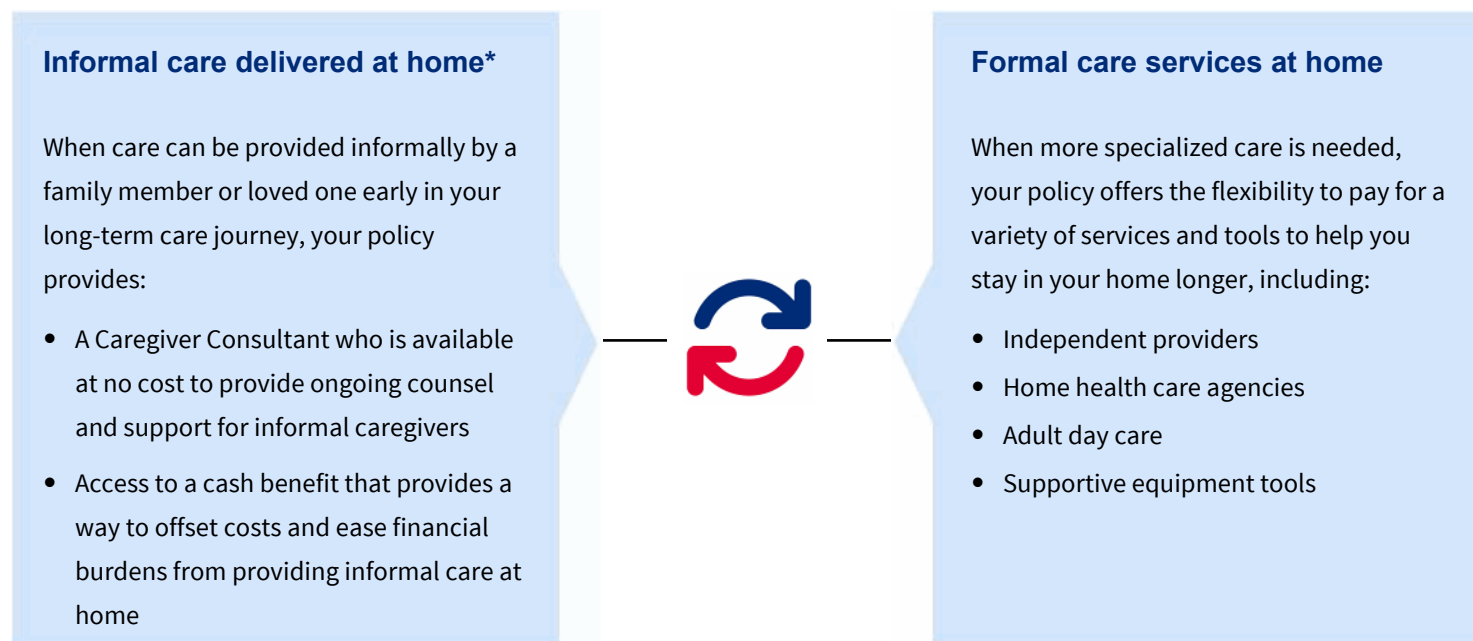 Informal care delivered at home*
When care can be provided informally by a
family member or loved one early in your
long-term care journey, your policy
provides:
• A Caregiver Consultant who is available
at no cost to provide ongoing counsel
and support for informal caregivers
• Access to a cash benefit that provides a
way to offset costs and ease financial
burdens from providing informal care at
home
Formal care services at home
When more specialized care is needed,
your policy offers the flexibility to pay for a
variety of services and tools to help you
stay in your home longer, including:
• Independent providers
• Home health care agencies
• Adult day care
• Supportive equipment tools